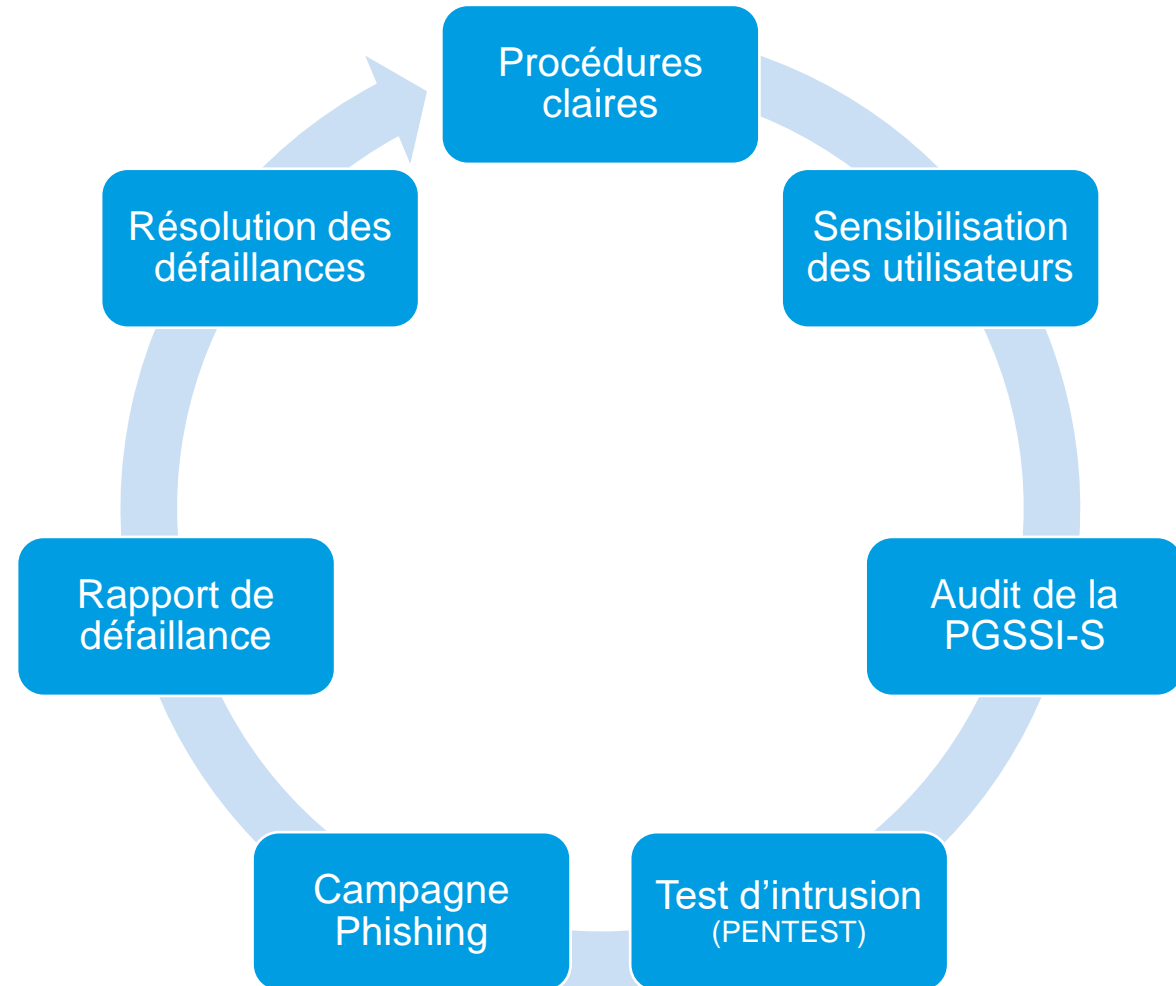 Procédures
claires
Sensibilisation
des utilisateurs
Audit de la
PGSSI-S
Test d’intrusion
(PENTEST)
Campagne
Phishing
Rapport de
défaillance
Résolution des
défaillances